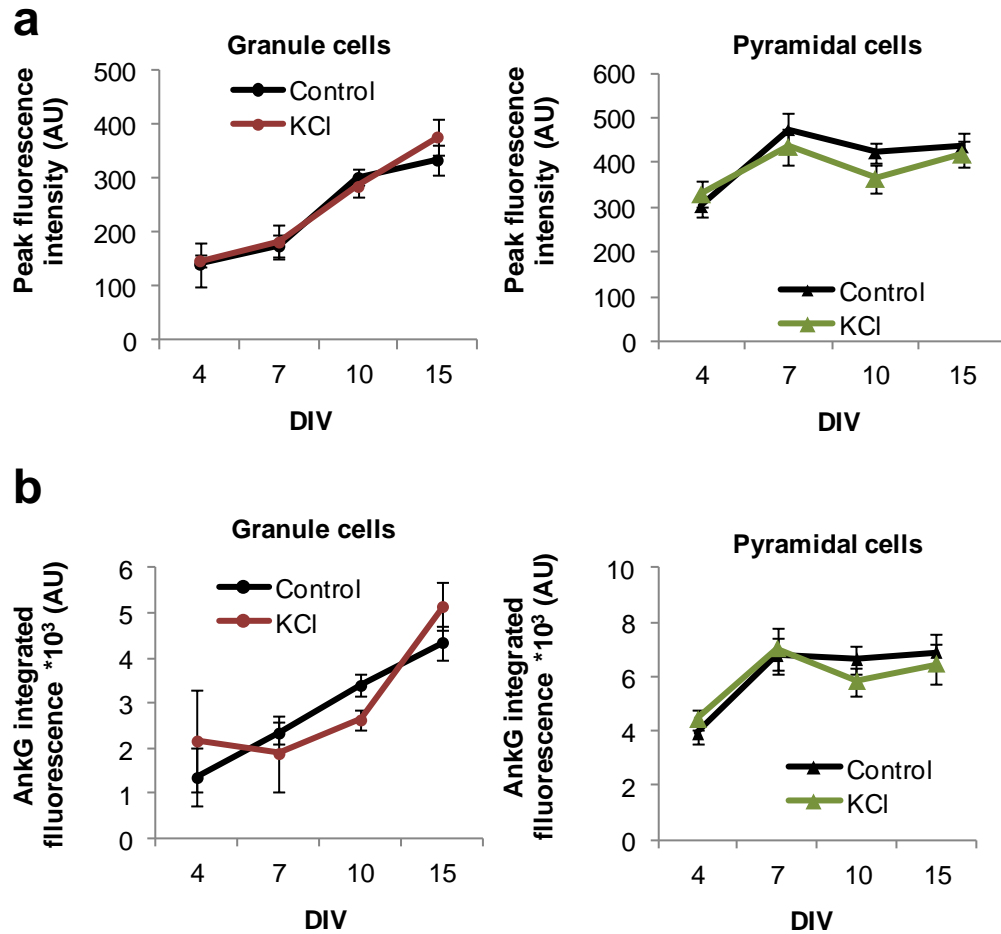 a
Granule cells
Peak fluorescence
intensity (AU)
500
400
300
200
100
0
Control
KCl
4 7 10 15
DIV
Pyramidal cells
Peak fluorescence
intensity (AU)
600
500
400
300
200
100
0
Control
KCl
4 7 10 15
DIV
b
Granule cells
AnkG integrated
flluorescence *10³ (AU)
6
5
4
3
2
1
0
Control
KCl
4 7 10 15
DIV
Pyramidal cells
AnkG integrated
flluorescence *10³ (AU)
10
8
6
4
2
0
Control
KCl
4 7 10 15
DIV